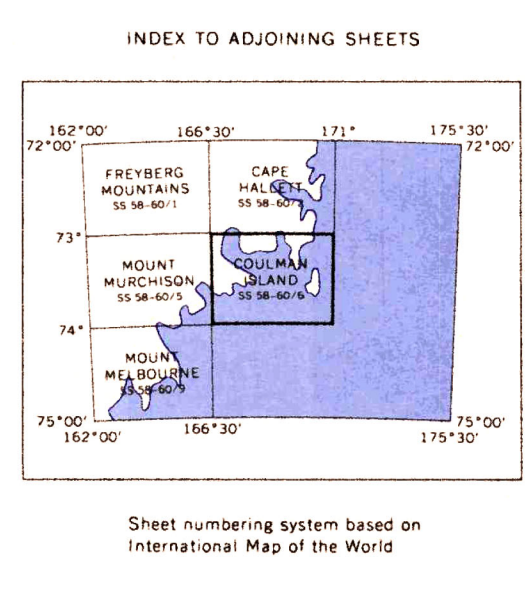 INDEX TO ADJOINING SHEETS
162°00' 166°30' 171° 175°30'
72°00' 72°00'
FREYBERG
MOUNTAINS
SS 58-60/1
CAPE
HALLETT
SS 58-60/2
73°
MOUNT
MURCHISON
SS 58-60/5
COULMAN
ISLAND
SS 58-60/6
74°
MOUNT
MELBOURNE
SS 58-60/9
75°00' 75°00'
162°00' 166°30' 175°30'
Sheet numbering system based on
International Map of the World